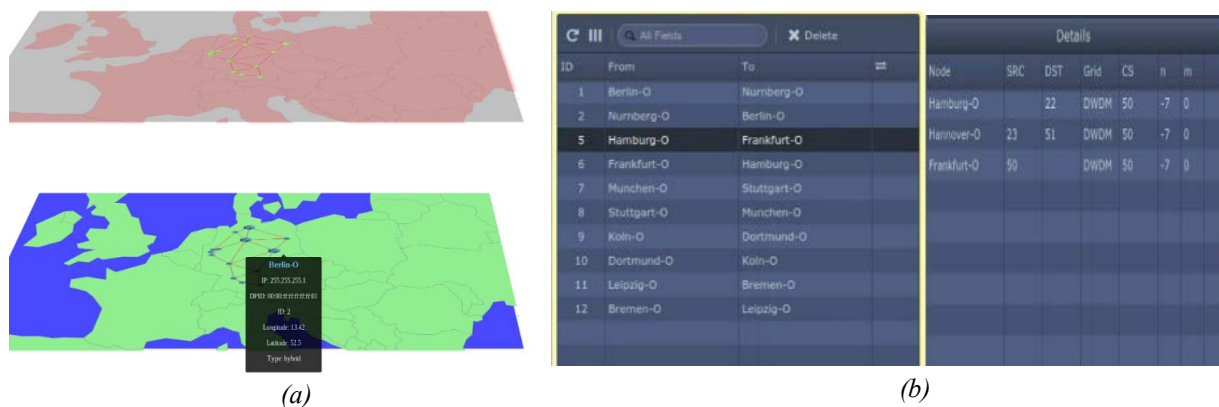 Berlin-O
IP: 255.255.255.1
DPID: 00:00:ff:ff:ff:ff:ff:01
ID: 2
Longitude: 13.42
Latitude: 52.5
Type: hybrid
(a)
All Fields Delete
ID From To
1 Berlin-O Nurnberg-O
2 Nurnberg-O Berlin-O
5 Hamburg-O Frankfurt-O
6 Frankfurt-O Hamburg-O
7 Munchen-O Stuttgart-O
8 Stuttgart-O Munchen-O
9 Koln-O Dortmund-O
10 Dortmund-O Koln-O
11 Leipzig-O Bremen-O
12 Bremen-O Leipzig-O
Details
Node SRC DST Grid CS n m
Hamburg-O 22 DWDM 50 -7 0
Hannover-O 23 51 DWDM 50 -7 0
Frankfurt-O 50 DWDM 50 -7 0
(b)